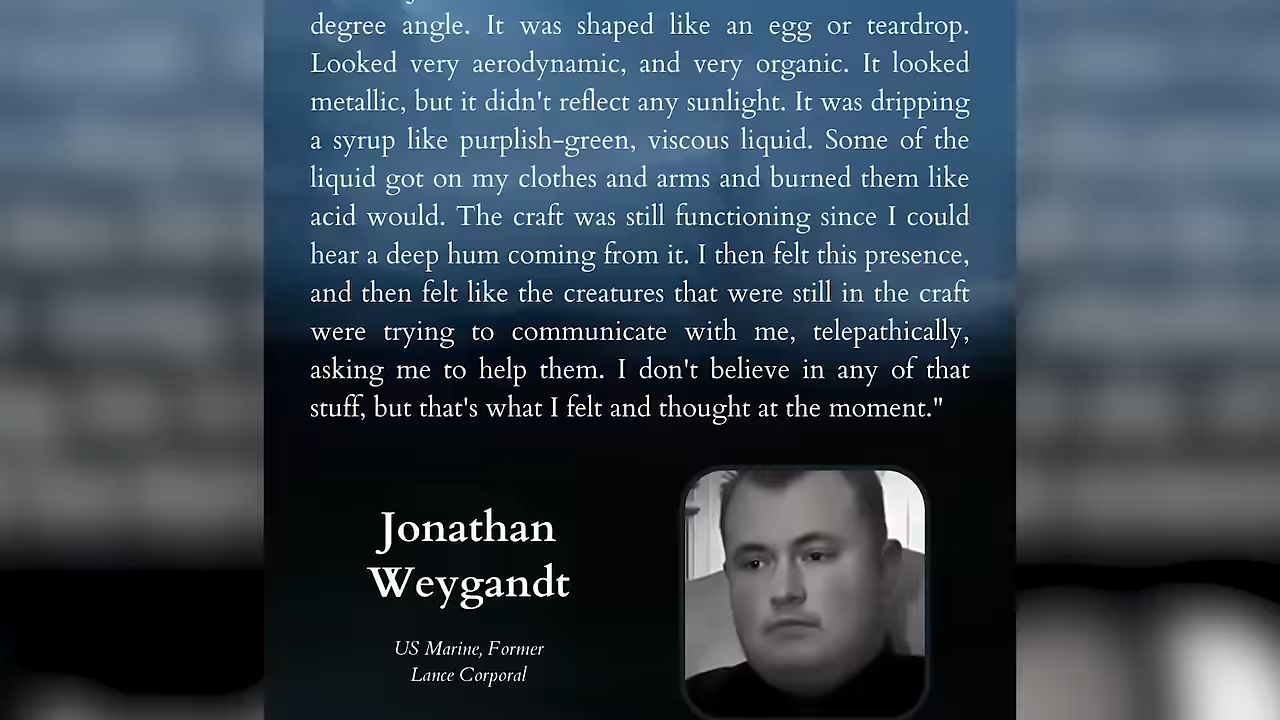 degree angle. It was shaped like an egg or teardrop.
Looked very aerodynamic, and very organic. It looked
metallic, but it didn't reflect any sunlight. It was dripping
a syrup like purplish-green, viscous liquid. Some of the
liquid got on my clothes and arms and burned them like
acid would. The craft was still functioning since I could
hear a deep hum coming from it. I then felt this presence,
and then felt like the creatures that were still in the craft
were trying to communicate with me, telepathically,
asking me to help them. I don't believe in any of that
stuff, but that's what I felt and thought at the moment."
Jonathan
Weygandt
US Marine, Former
Lance Corporal